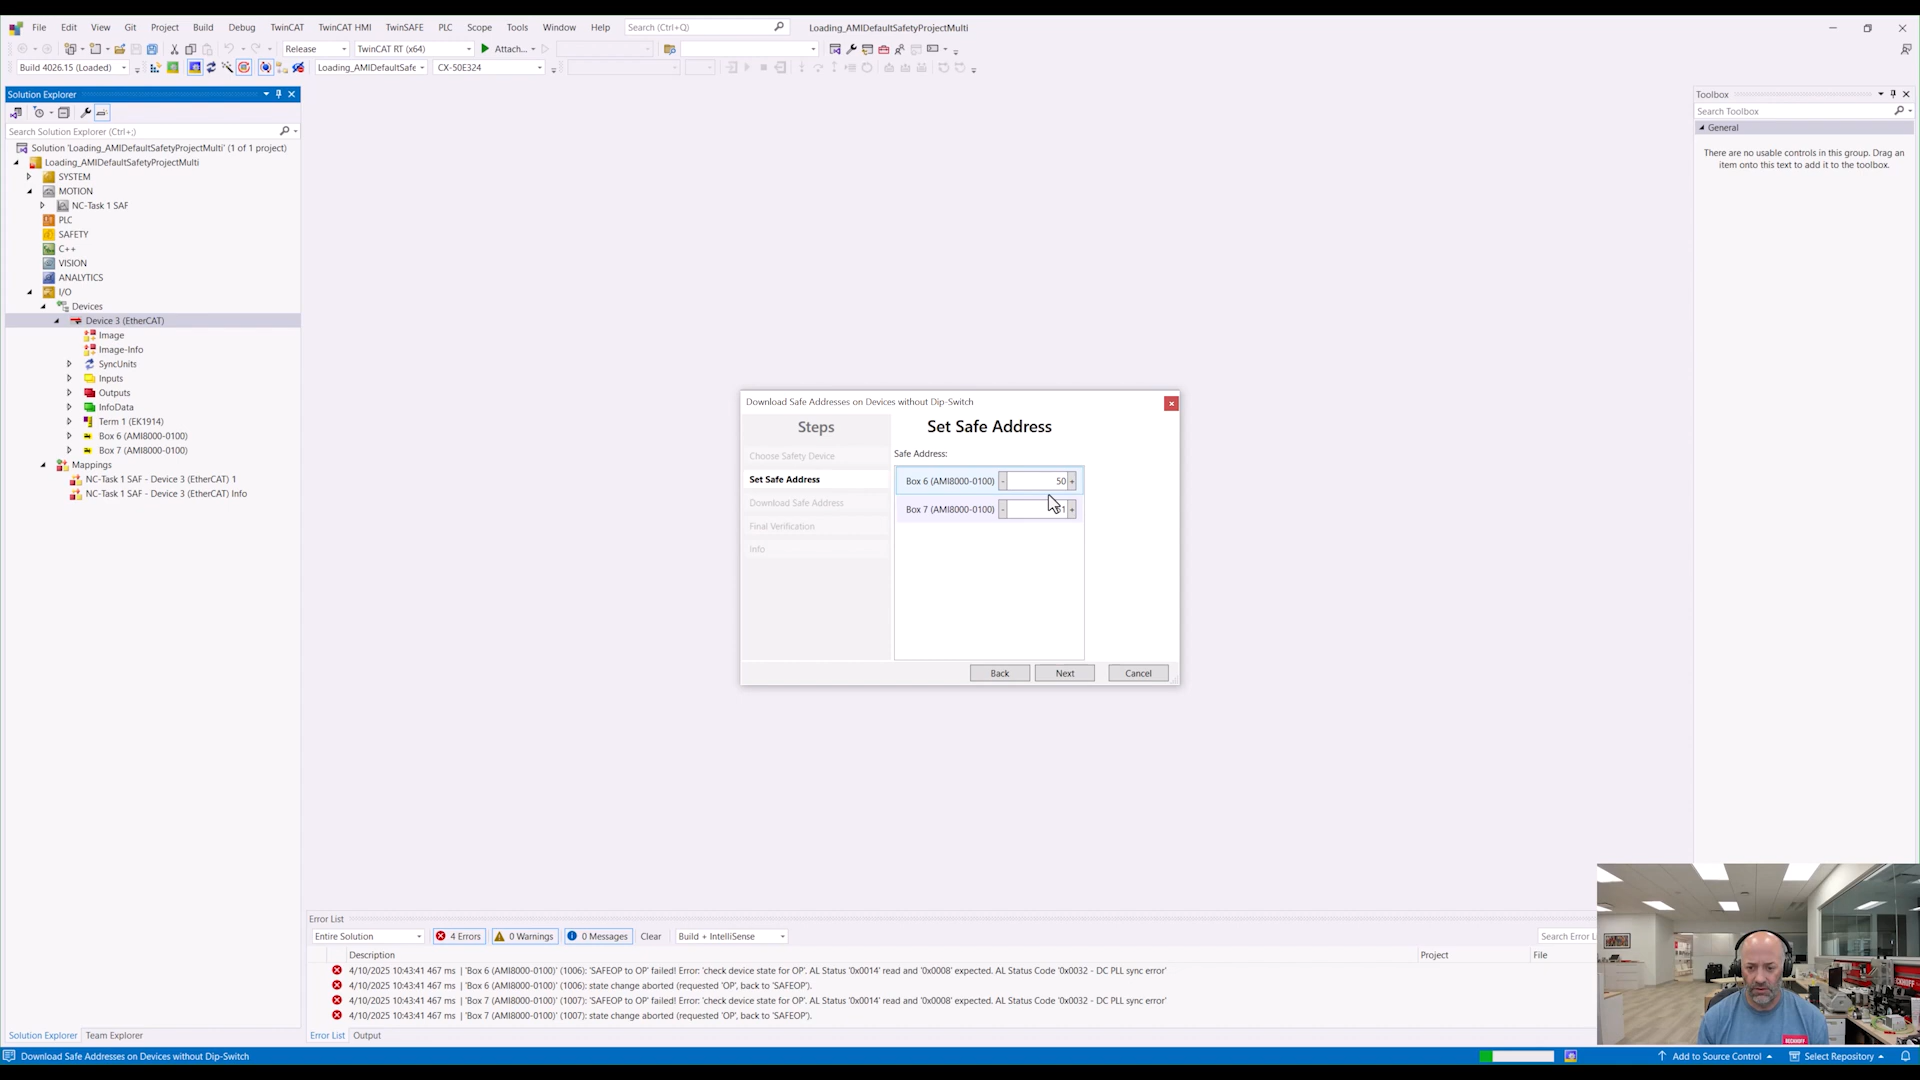 File Edit View Git Project Build Debug TwinCAT TwinCAT HMI TwinSAFE PLC Scope Tools Window Help Search (Ctrl+Q) Loading_AMIDefaultSafetyProjectMulti
Release TwinCAT RT (x64) Attach...
Build 4026.15 (Loaded) Loading_AMIDefaultSafe CX-50E324
Solution Explorer
Search Solution Explorer (Ctrl+;)
Solution 'Loading_AMIDefaultSafetyProjectMulti' (1 of 1 project)
Loading_AMIDefaultSafetyProjectMulti
SYSTEM
MOTION
NC-Task 1 SAF
PLC
SAFETY
C++
VISION
ANALYTICS
I/O
Devices
Device 3 (EtherCAT)
Image
Image-Info
SyncUnits
Inputs
Outputs
InfoData
Term 1 (EK1914)
Box 6 (AMI8000-0100)
Box 7 (AMI8000-0100)
Mappings
NC-Task 1 SAF - Device 3 (EtherCAT) 1
NC-Task 1 SAF - Device 3 (EtherCAT) Info
Solution Explorer Team Explorer
Download Safe Addresses on Devices without Dip-Switch
Steps
Choose Safety Device
Set Safe Address
Download Safe Address
Final Verification
Info
Set Safe Address
Safe Address:
Box 6 (AMI8000-0100) - 50 +
Box 7 (AMI8000-0100) - +
Back Next Cancel
Toolbox
Search Toolbox
General
There are no usable controls in this group. Drag an
item onto this text to add it to the toolbox.
Error List
Entire Solution 4 Errors 0 Warnings 0 Messages Clear Build + IntelliSense Search Error Li
Description Project File
4/10/2025 10:43:41 467 ms | 'Box 6 (AMI8000-0100)' (1006): 'SAFEOP to OP' failed! Error: 'check device state for OP'. AL Status '0x0014' read and '0x0008' expected. AL Status Code '0x0032 - DC PLL sync error'
4/10/2025 10:43:41 467 ms | 'Box 6 (AMI8000-0100)' (1006): state change aborted (requested 'OP', back to 'SAFEOP').
4/10/2025 10:43:41 467 ms | 'Box 7 (AMI8000-0100)' (1007): 'SAFEOP to OP' failed! Error: 'check device state for OP'. AL Status '0x0014' read and '0x0008' expected. AL Status Code '0x0032 - DC PLL sync error'
4/10/2025 10:43:41 467 ms | 'Box 7 (AMI8000-0100)' (1007): state change aborted (requested 'OP', back to 'SAFEOP').
Error List Output
BECKHOFF
Download Safe Addresses on Devices without Dip-Switch
Add to Source Control Select Repository